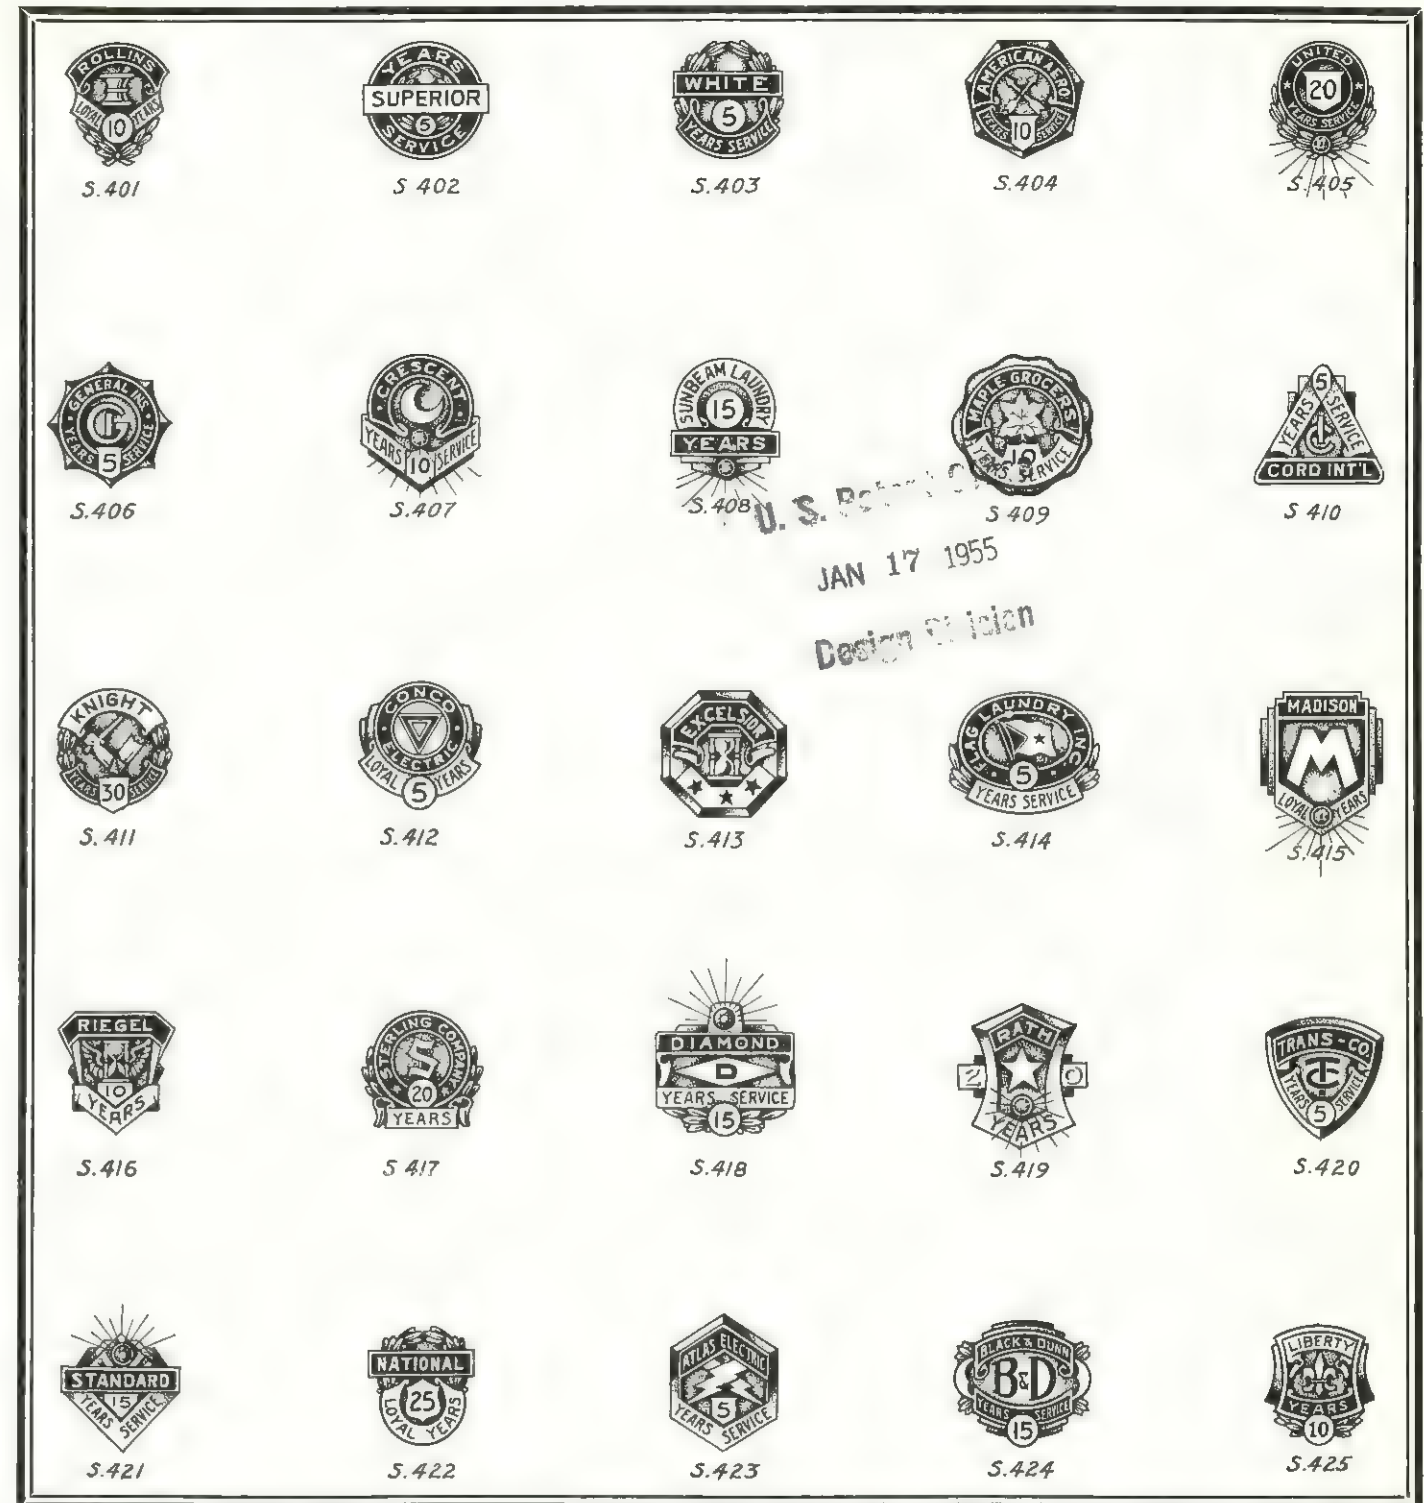 ROLLINS
LOYAL 10 YEARS
S.401
YEARS
SUPERIOR
5
SERVICE
S 402
WHITE
5
YEARS SERVICE
S.403
AMERICAN AERO.
YEARS 10 SERVICE
S.404
UNITED
20
YEARS SERVICE
S.405
GENERAL INS.
G
YEARS 5 SERVICE
S.406
CRESCENT
YEARS 10 SERVICE
S.407
SUNBEAM LAUNDRY
15
YEARS
S.408
MAPLE GROCERS
10
YEARS SERVICE
S 409
5
YEARS SERVICE
CORD INT'L
S 410
U. S.
JAN 17 1955
Design
KNIGHT
YEARS 30 SERVICE
S.411
CONCO
ELECTRIC
LOYAL 5 YEARS
S.412
EXCELSIOR
S.413
FLAG LAUNDRY INC.
5
YEARS SERVICE
S.414
MADISON
M
LOYAL YEARS
S.415
RIEGEL
10
YEARS
S.416
STERLING COMPANY
S
20
YEARS
S 417
DIAMOND
D
YEARS SERVICE
15
S.418
RATH
2 0
YEARS
S.419
TRANS-CO.
TC
YEARS 5 SERVICE
S.420
STANDARD
15
YEARS SERVICE
S.421
NATIONAL
25
LOYAL YEARS
S.422
ATLAS ELECTRIC
5
YEARS SERVICE
S.423
BLACK & DUNN
B&D
YEARS SERVICE
15
S.424
LIBERTY
YEARS
10
S.425